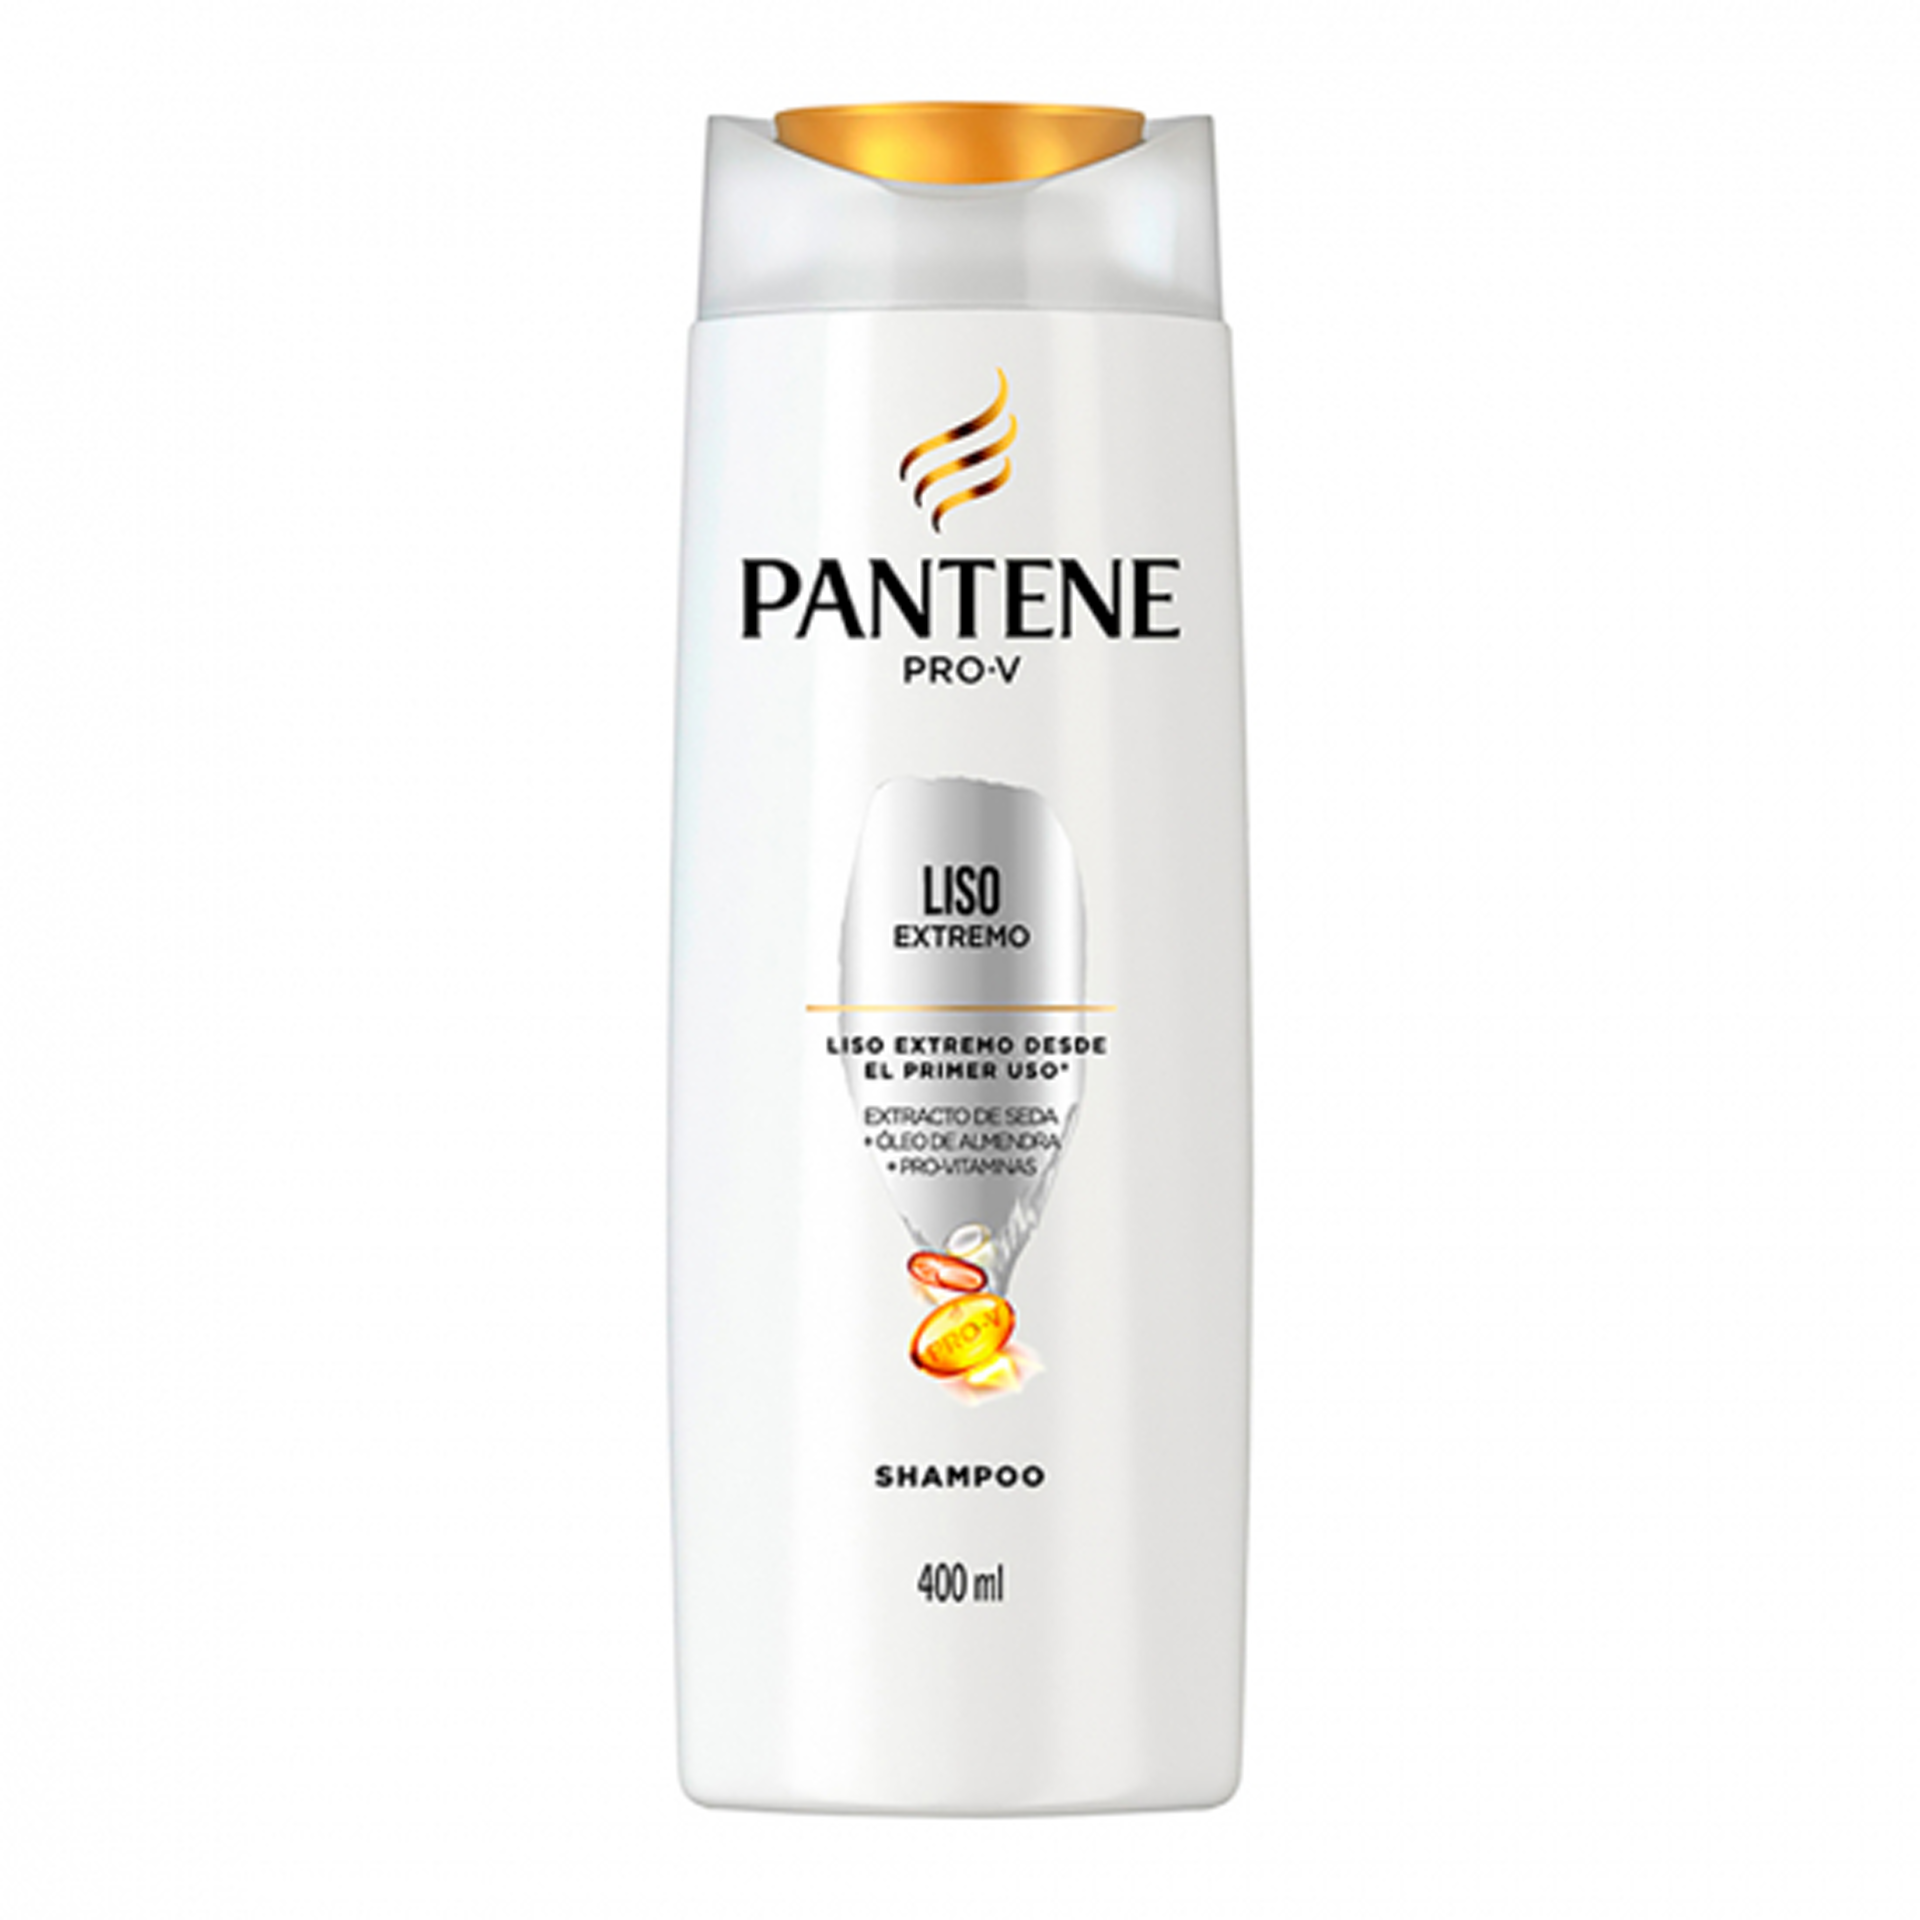 PANTENE
PRO-V
LISO
EXTREMO
LISO EXTREMO DESDE
EL PRIMER USO*
EXTRACTO DE SEDA
+ ÓLEO DE ALMENDRA
+ PRO-VITAMINAS
PRO-V
SHAMPOO
400 ml